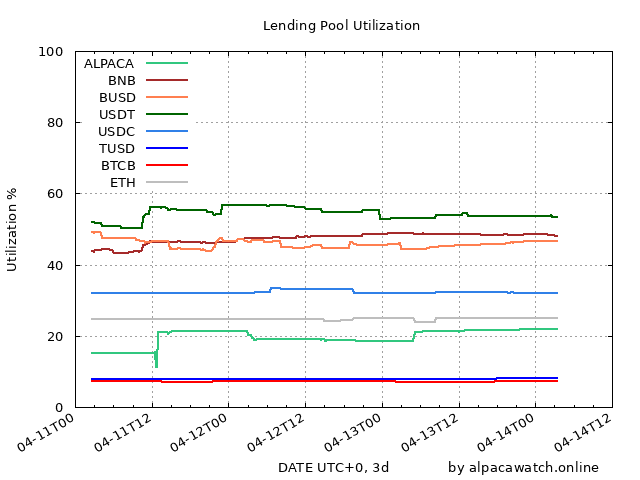 Lending Pool Utilization
Utilization %
100
80
60
40
20
0
ALPACA
BNB
BUSD
USDT
USDC
TUSD
BTCB
ETH
04-11T00
04-11T12
04-12T00
04-12T12
04-13T00
04-13T12
04-14T00
04-14T12
DATE UTC+0, 3d
by alpacawatch.online